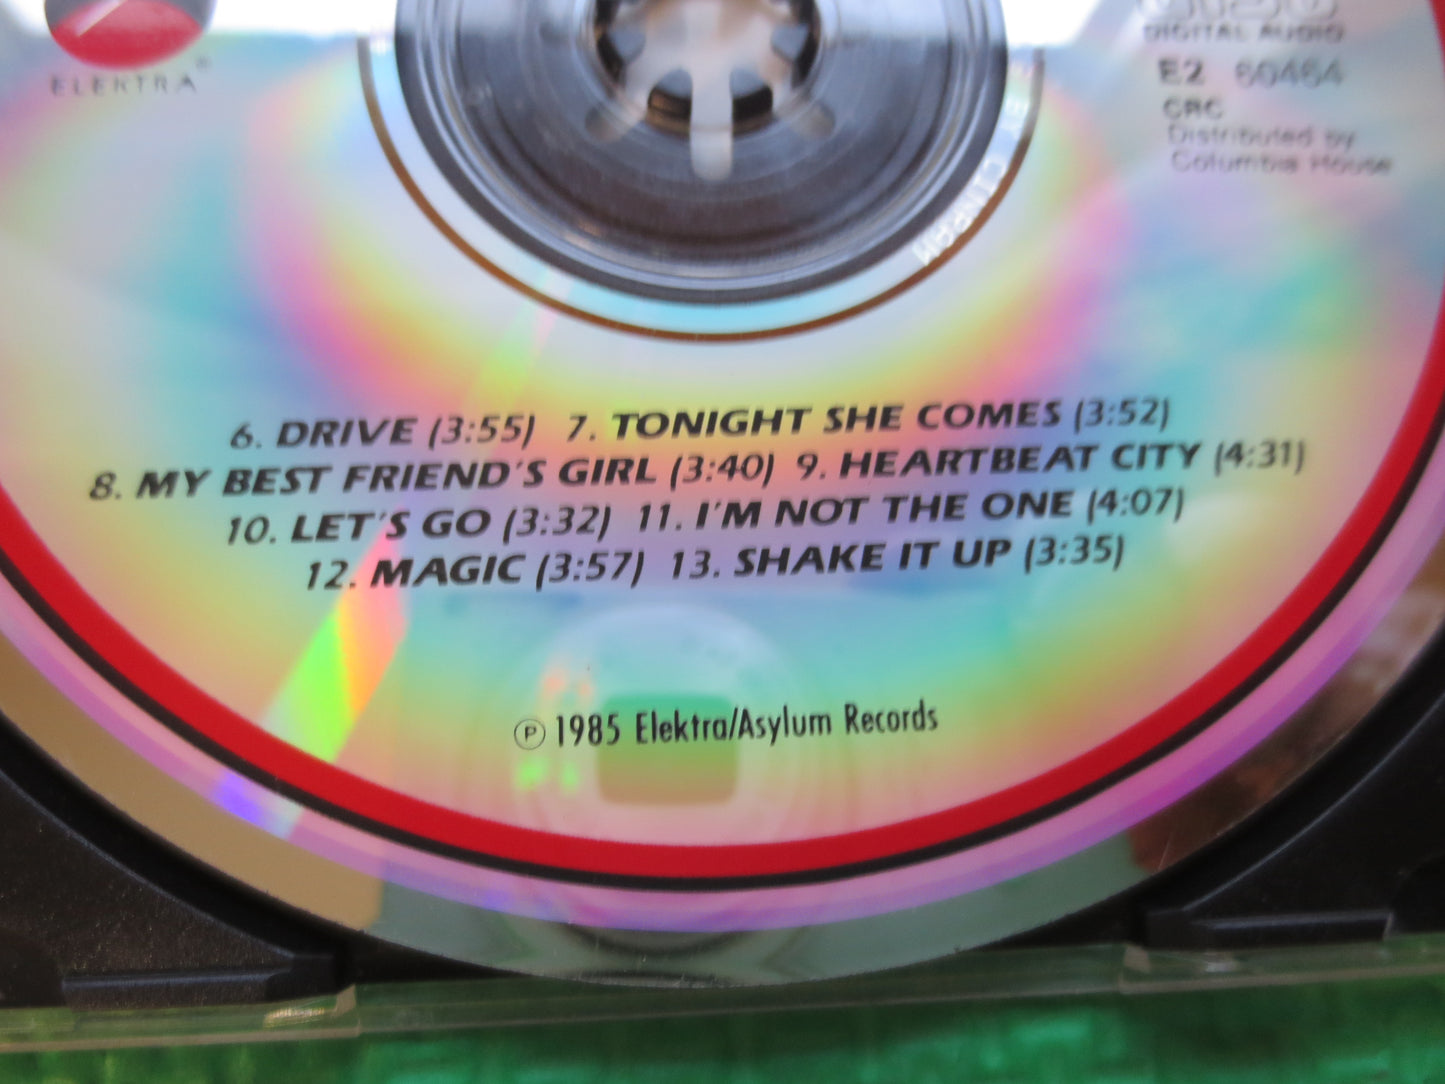 ELEKTRA®
DIGITAL AUDIO
E2 60464
CRC
Distributed by
Columbia House
6. DRIVE (3:55) 7. TONIGHT SHE COMES (3:52)
8. MY BEST FRIEND'S GIRL (3:40) 9. HEARTBEAT CITY (4:31)
10. LET'S GO (3:32) 11. I'M NOT THE ONE (4:07)
12. MAGIC (3:57) 13. SHAKE IT UP (3:35)
Ⓟ 1985 Elektra/Asylum Records